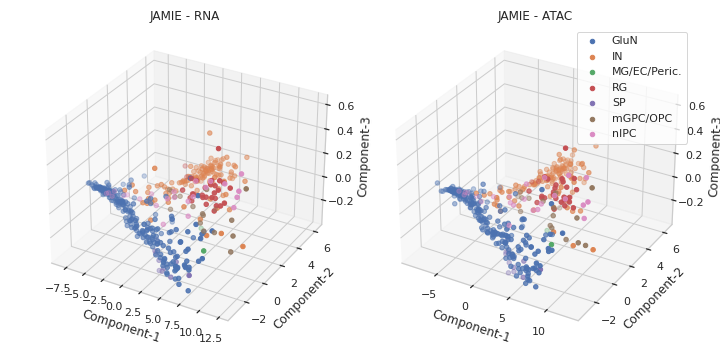 JAMIE - RNA
JAMIE - ATAC
GluN
IN
MG/EC/Peric.
RG
SP
mGPC/OPC
nIPC
0.6
0.4
0.2
0.0
−0.2
Component-3
6
4
2
0
−2
Component-2
−7.5
−5.0
−2.5
0.0
2.5
5.0
7.5
10.0
12.5
Component-1
0.6
0.4
0.2
0.0
−0.2
Component-3
6
4
2
0
−2
Component-2
−5
0
5
10
Component-1